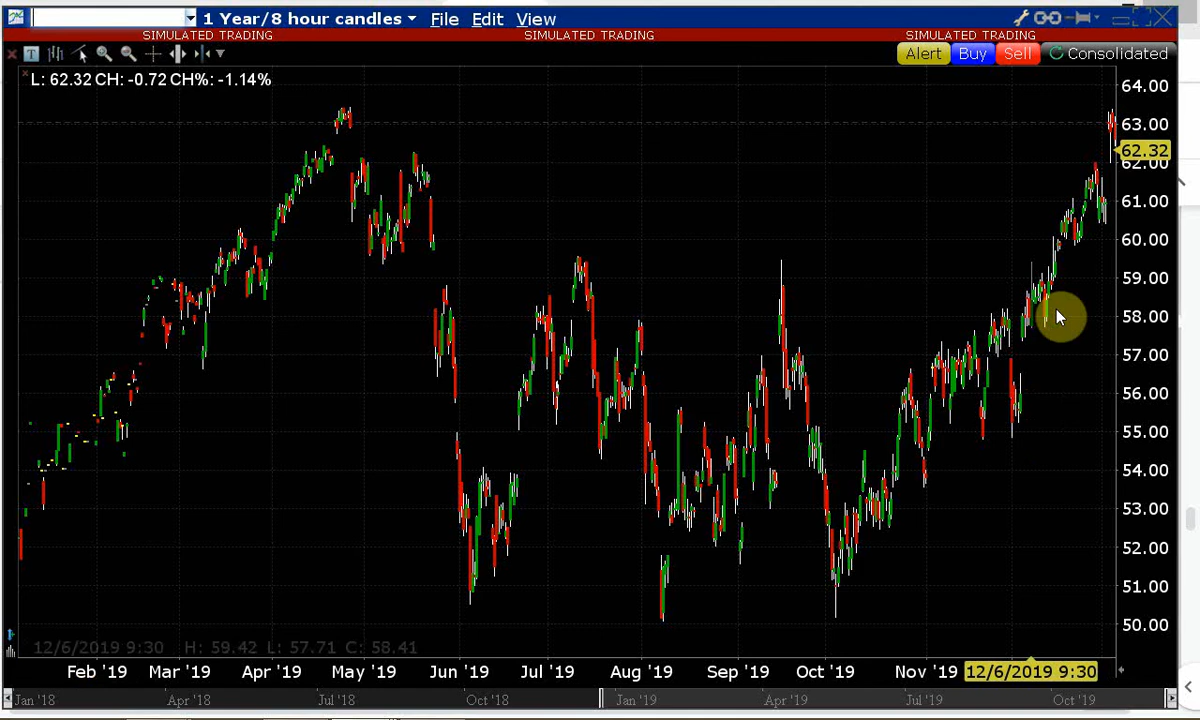 1 Year/8 hour candles File Edit View
SIMULATED TRADING SIMULATED TRADING SIMULATED TRADING
T Alert Buy Sell Consolidated
L: 62.32 CH: -0.72 CH%: -1.14%
64.00
63.00
62.32
62.00
61.00
60.00
59.00
58.00
57.00
56.00
55.00
54.00
53.00
52.00
51.00
50.00
12/6/2019 9:30 H: 59.42 L: 57.71 C: 58.41
Feb '19 Mar '19 Apr '19 May '19 Jun '19 Jul '19 Aug '19 Sep '19 Oct '19 Nov '19 12/6/2019 9:30
Jan '18 Apr '18 Jul '18 Oct '18 Jan '19 Apr '19 Jul '19 Oct '19